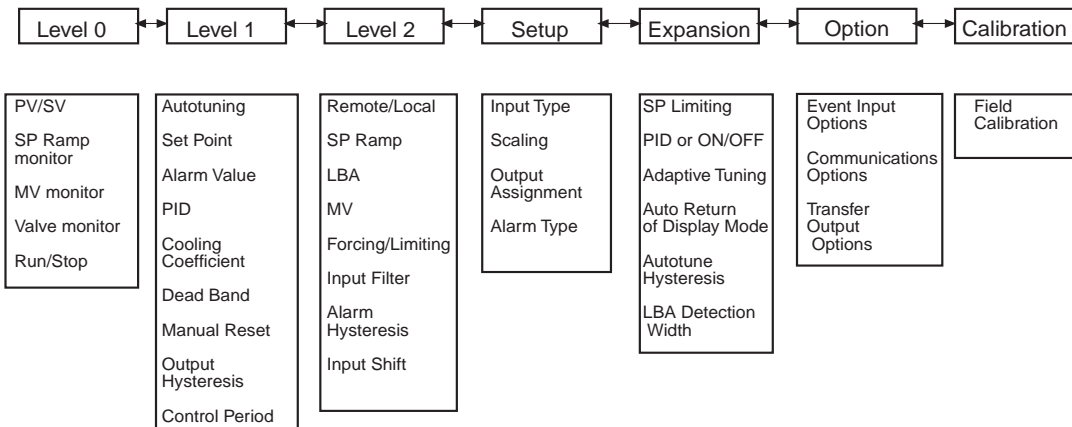 Level 0
Level 1
Level 2
Setup
Expansion
Option
Calibration
PV/SV
SP Ramp
monitor
MV monitor
Valve monitor
Run/Stop
Autotuning
Set Point
Alarm Value
PID
Cooling
Coefficient
Dead Band
Manual Reset
Output
Hysteresis
Control Period
Remote/Local
SP Ramp
LBA
MV
Forcing/Limiting
Input Filter
Alarm
Hysteresis
Input Shift
Input Type
Scaling
Output
Assignment
Alarm Type
SP Limiting
PID or ON/OFF
Adaptive Tuning
Auto Return
of Display Mode
Autotune
Hysteresis
LBA Detection
Width
Event Input
Options
Communications
Options
Transfer
Output
Options
Field
Calibration